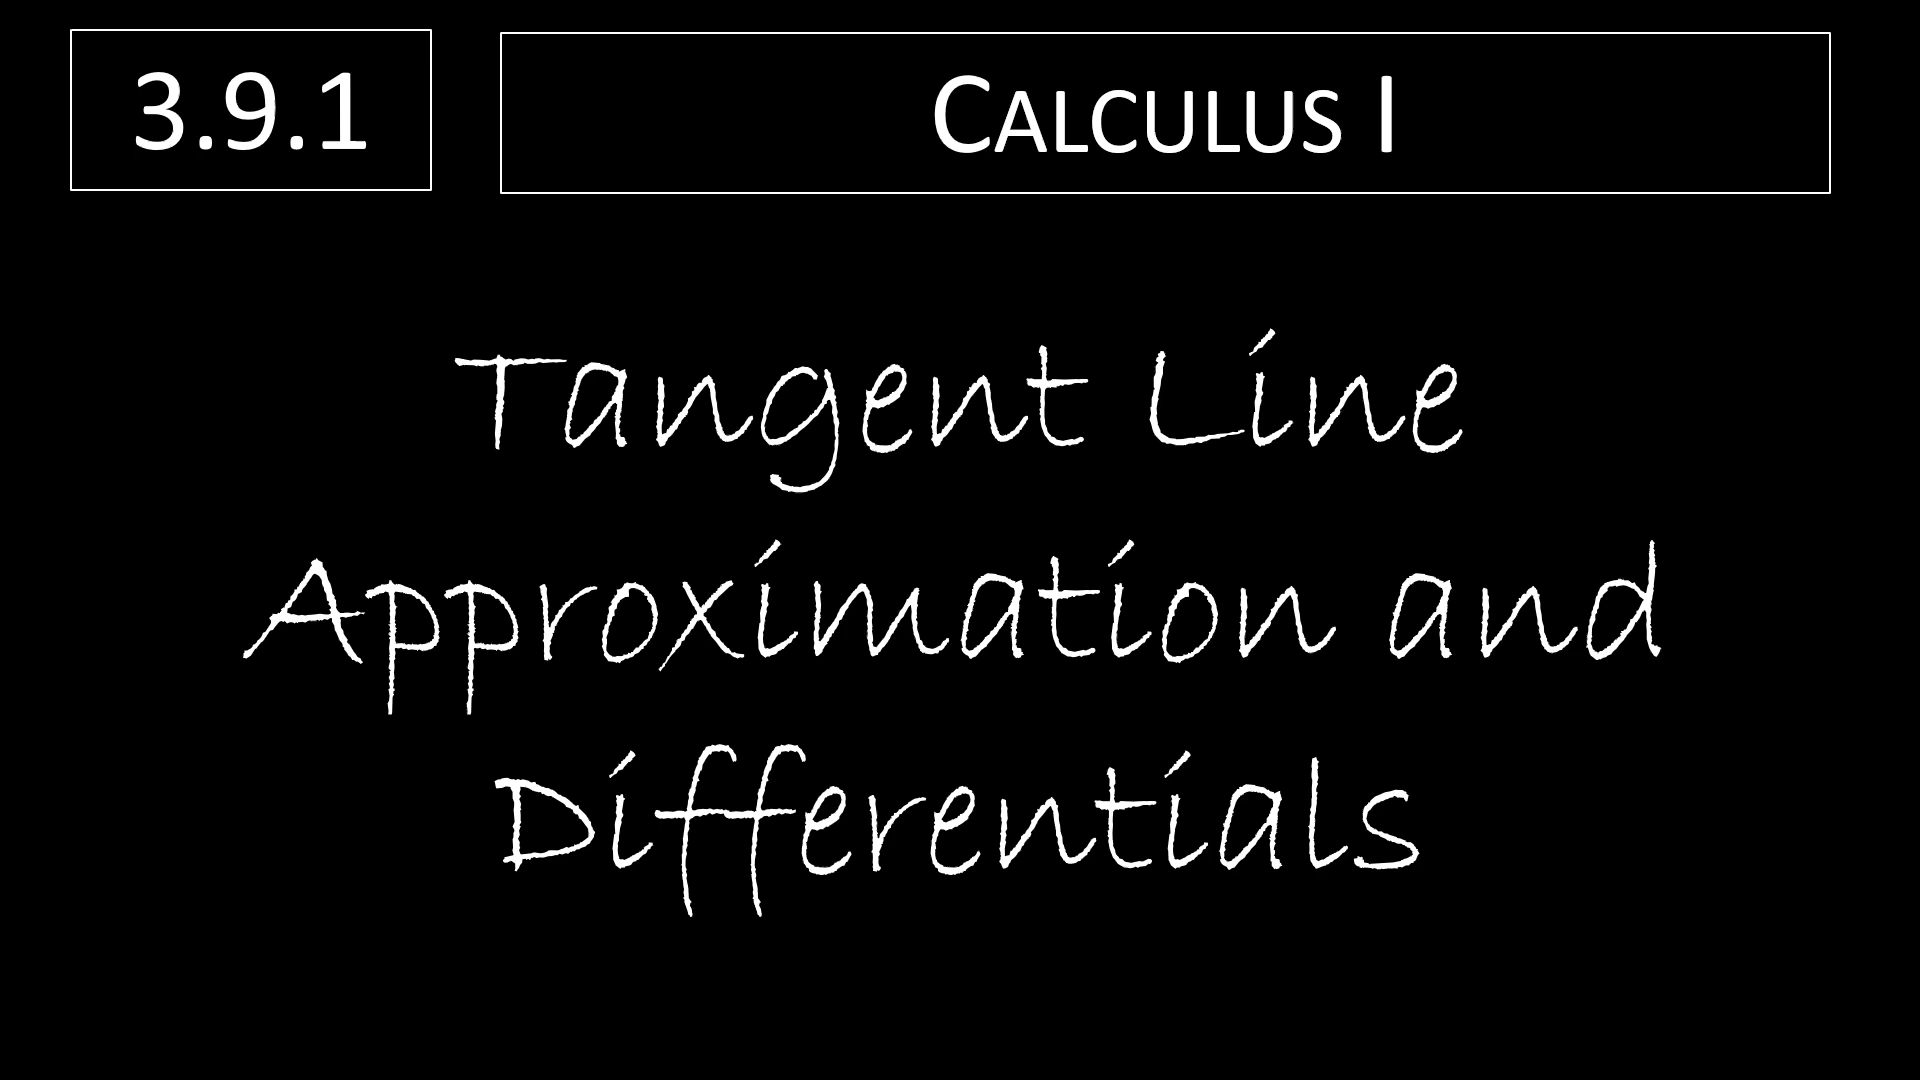 3.9.1
CALCULUS I
Tangent Line
Approximation and
Differentials